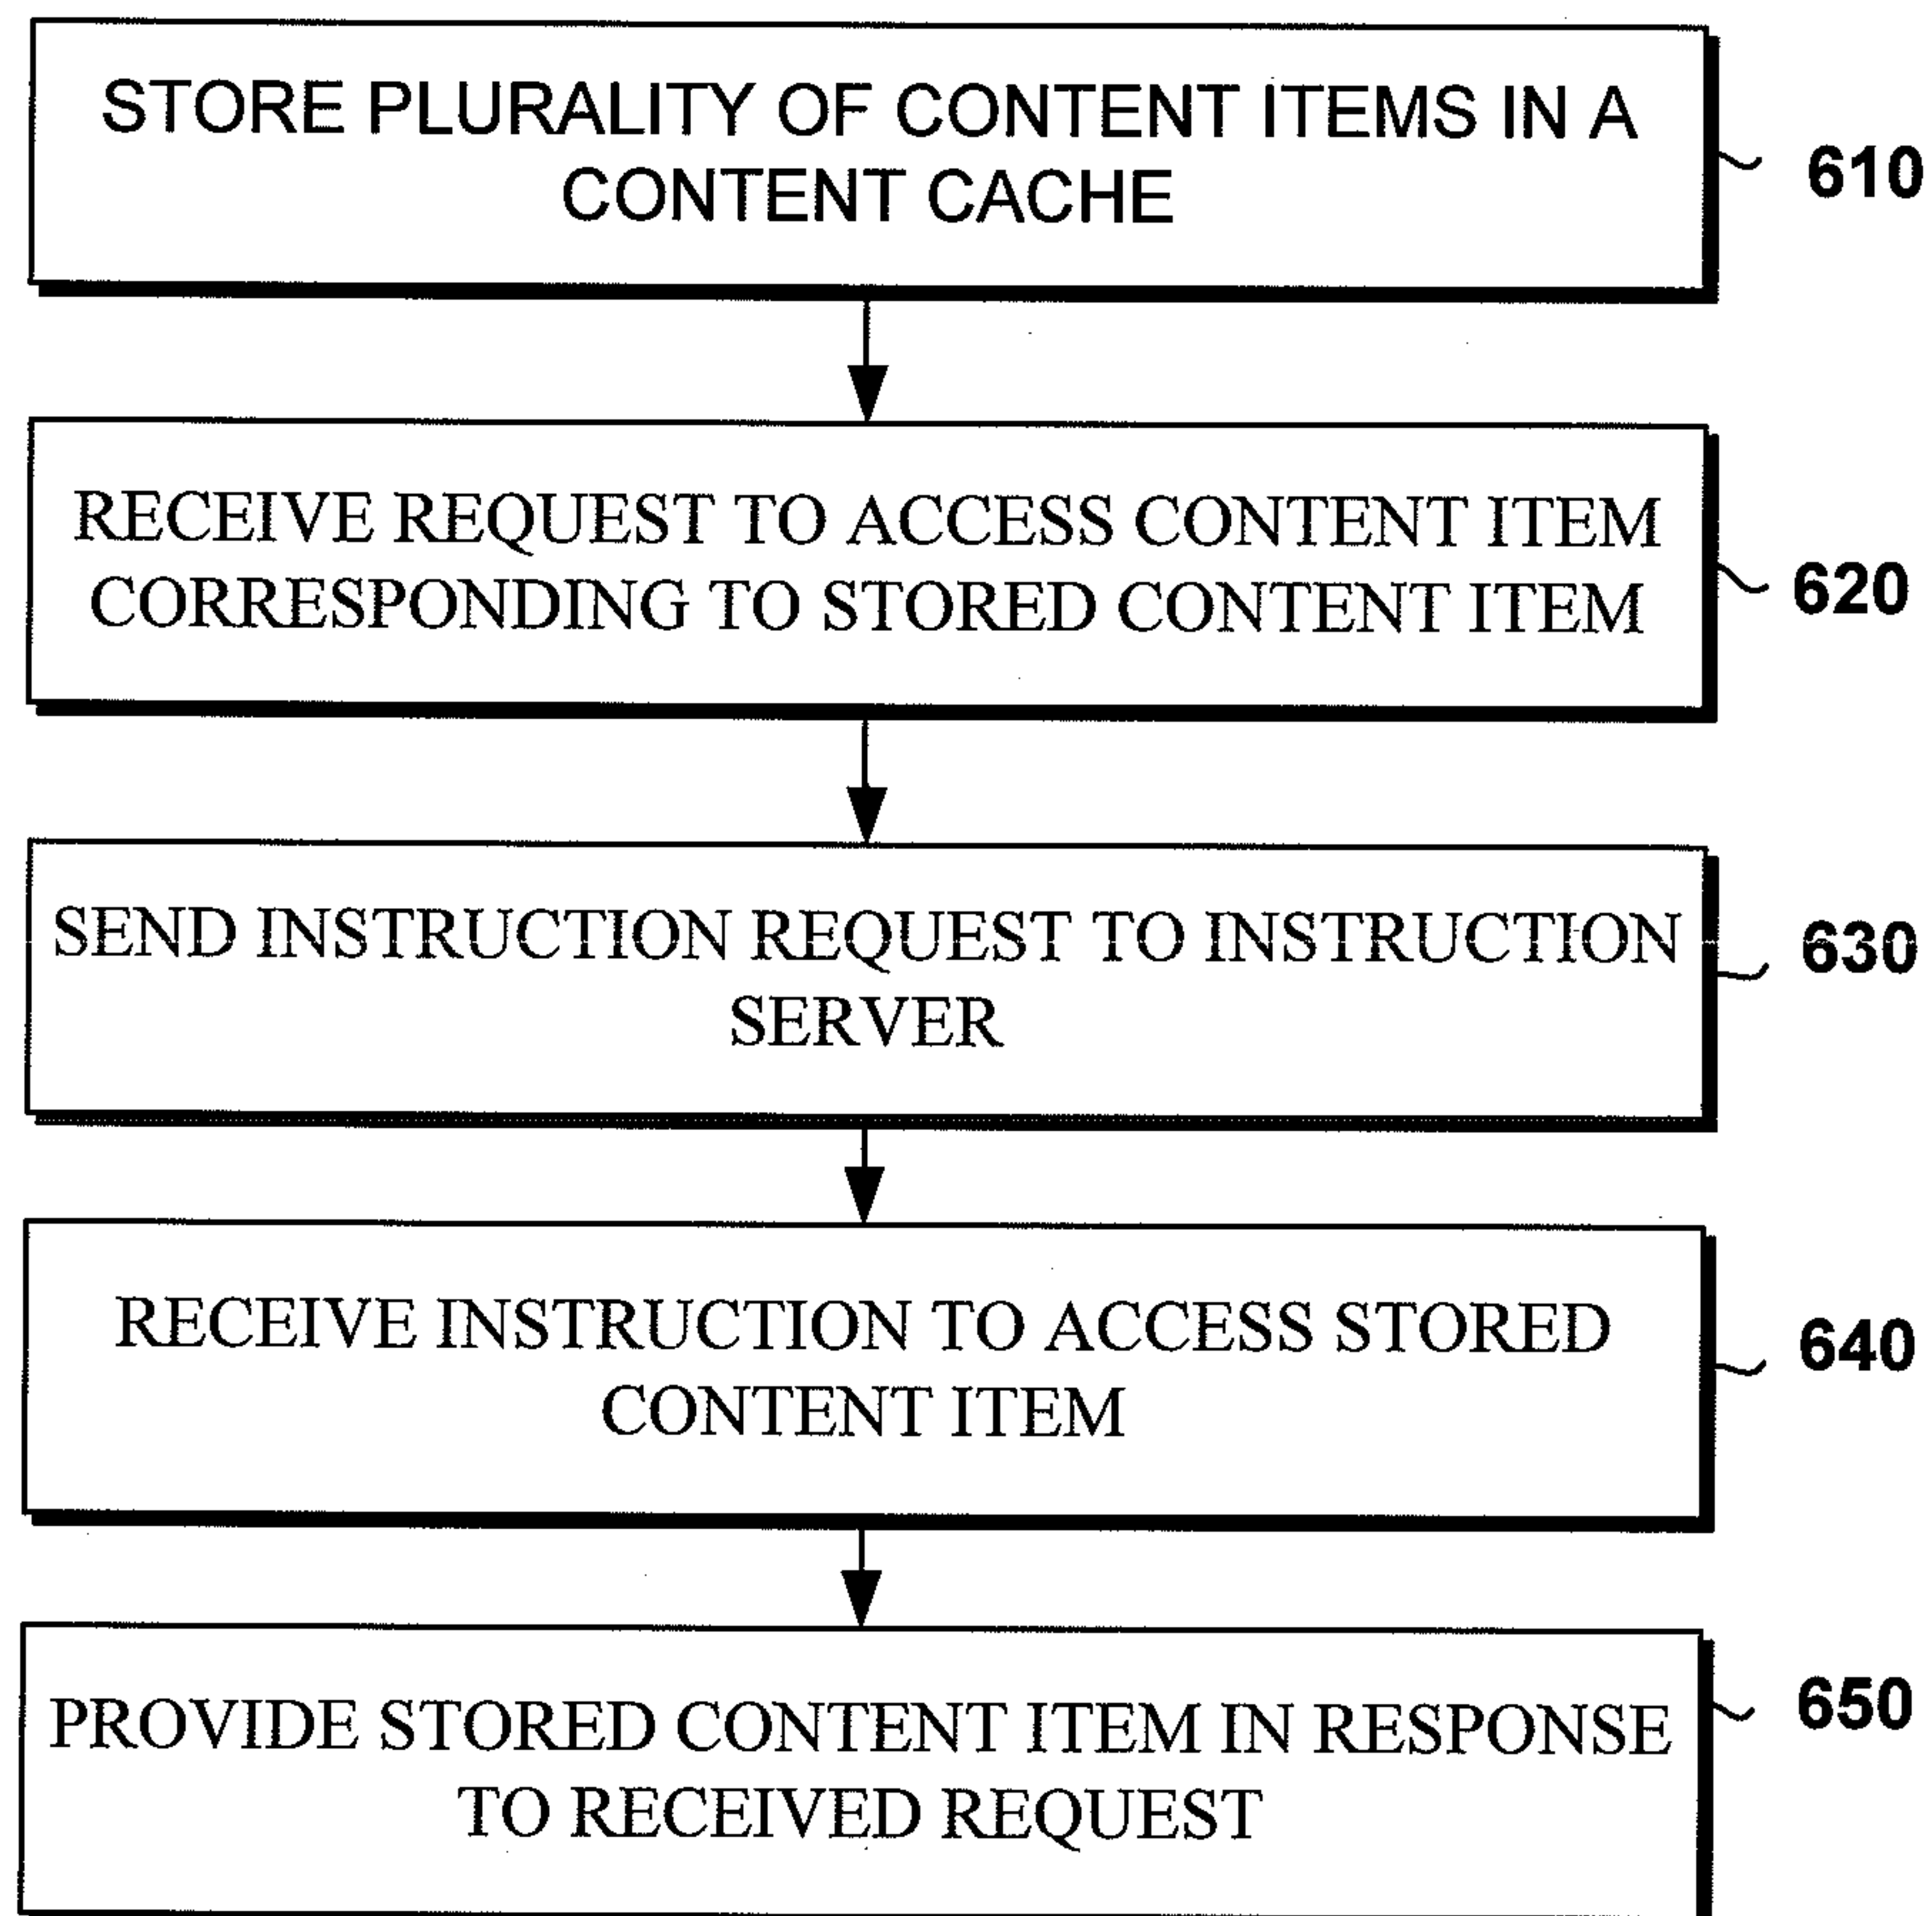 STORE PLURALITY OF CONTENT ITEMS IN A
CONTENT CACHE
610
RECEIVE REQUEST TO ACCESS CONTENT ITEM
CORRESPONDING TO STORED CONTENT ITEM
620
SEND INSTRUCTION REQUEST TO INSTRUCTION
SERVER
630
RECEIVE INSTRUCTION TO ACCESS STORED
CONTENT ITEM
640
PROVIDE STORED CONTENT ITEM IN RESPONSE
TO RECEIVED REQUEST
650